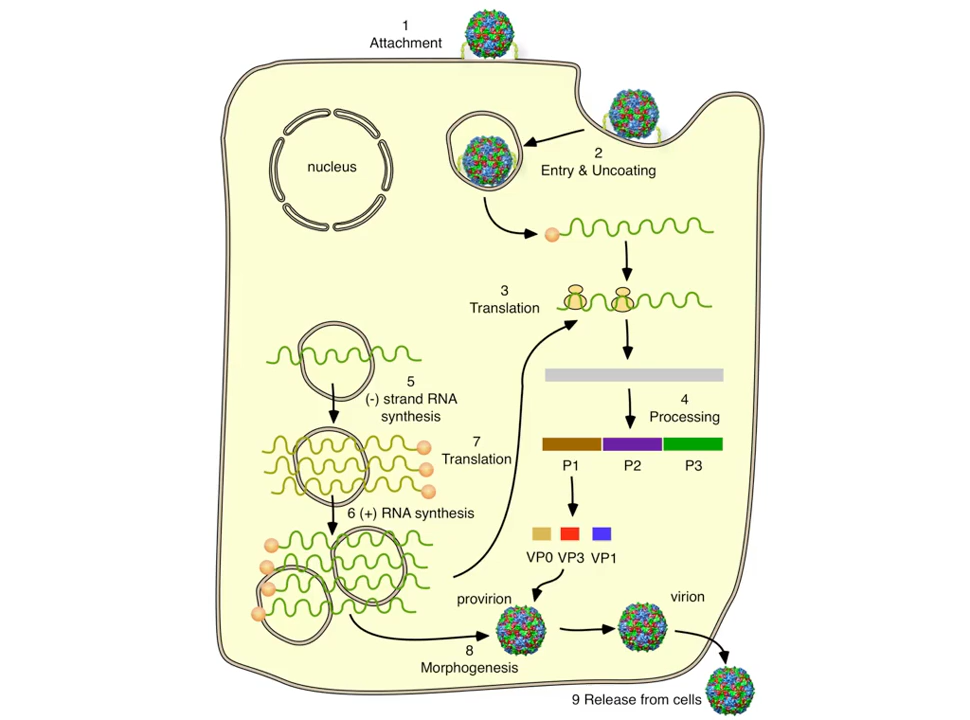 1
Attachment
nucleus
2
Entry & Uncoating
3
Translation
4
Processing
5
(-) strand RNA
synthesis
P1 P2 P3
7
Translation
6 (+) RNA synthesis
VP0 VP3 VP1
provirion
virion
8
Morphogenesis
9 Release from cells